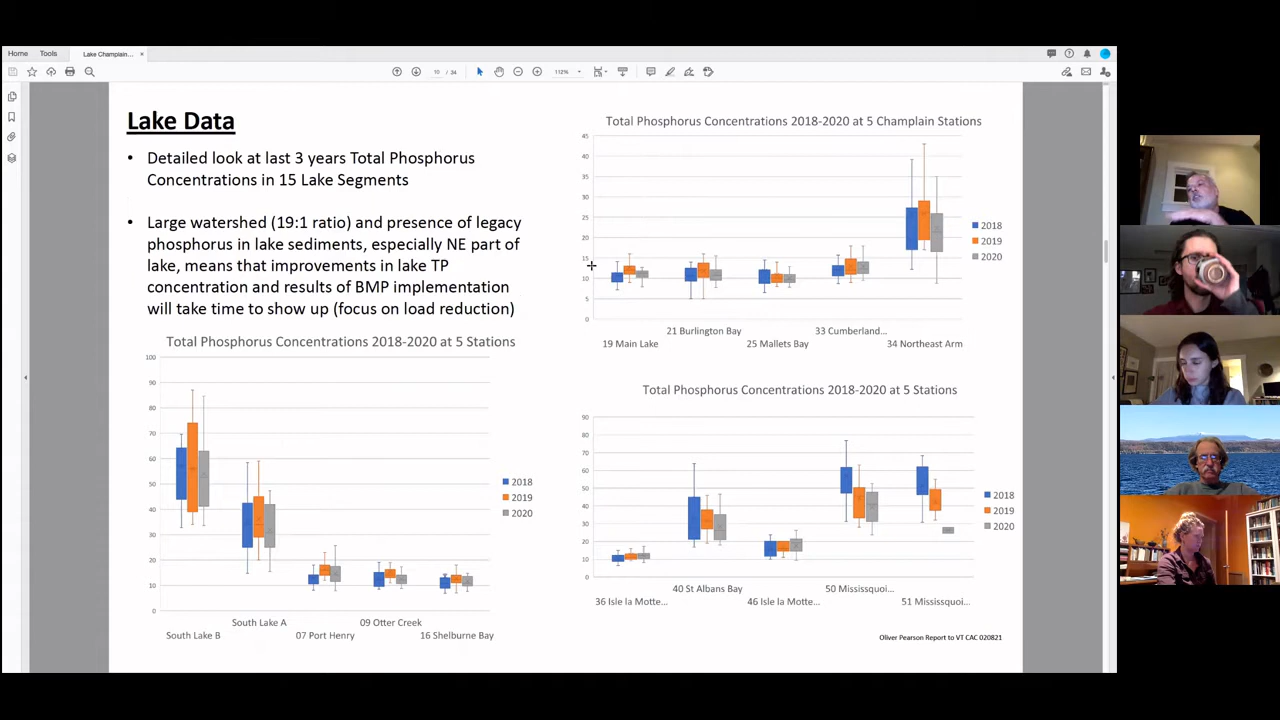 Home Tools Lake Champlain... ×
10 / 34 112%
Lake Data
• Detailed look at last 3 years Total Phosphorus
Concentrations in 15 Lake Segments
• Large watershed (19:1 ratio) and presence of legacy
phosphorus in lake sediments, especially NE part of
lake, means that improvements in lake TP
concentration and results of BMP implementation
will take time to show up (focus on load reduction)
Total Phosphorus Concentrations 2018-2020 at 5 Stations
100
90
80
70
60
50
40
30
20
10
0
South Lake B
South Lake A
07 Port Henry
09 Otter Creek
16 Shelburne Bay
2018
2019
2020
Total Phosphorus Concentrations 2018-2020 at 5 Champlain Stations
45
40
35
30
25
20
15
10
5
0
19 Main Lake
21 Burlington Bay
25 Mallets Bay
33 Cumberland...
34 Northeast Arm
2018
2019
2020
Total Phosphorus Concentrations 2018-2020 at 5 Stations
90
80
70
60
50
40
30
20
10
0
36 Isle la Motte...
40 St Albans Bay
46 Isle la Motte...
50 Mississquoi...
51 Mississquoi...
2018
2019
2020
Oliver Pearson Report to VT CAC 020821